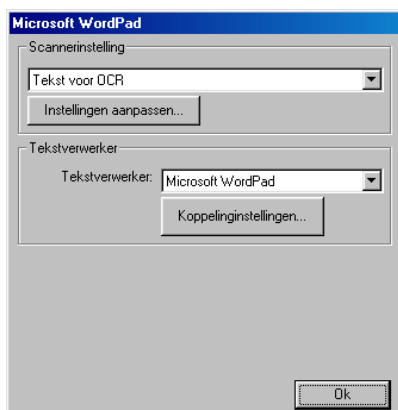 Microsoft WordPad
Scannerinstelling
Tekst voor OCR
Instellingen aanpassen...
Tekstverwerker
Tekstverwerker: Microsoft WordPad
Koppelinginstellingen...
Ok